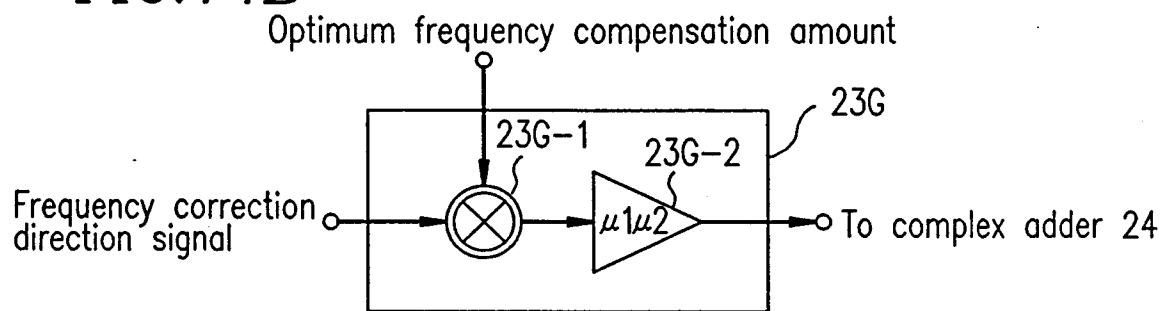 Optimum frequency compensation amount
23G
23G-1
23G-2
Frequency correction
direction signal
μ1μ2
To complex adder 24